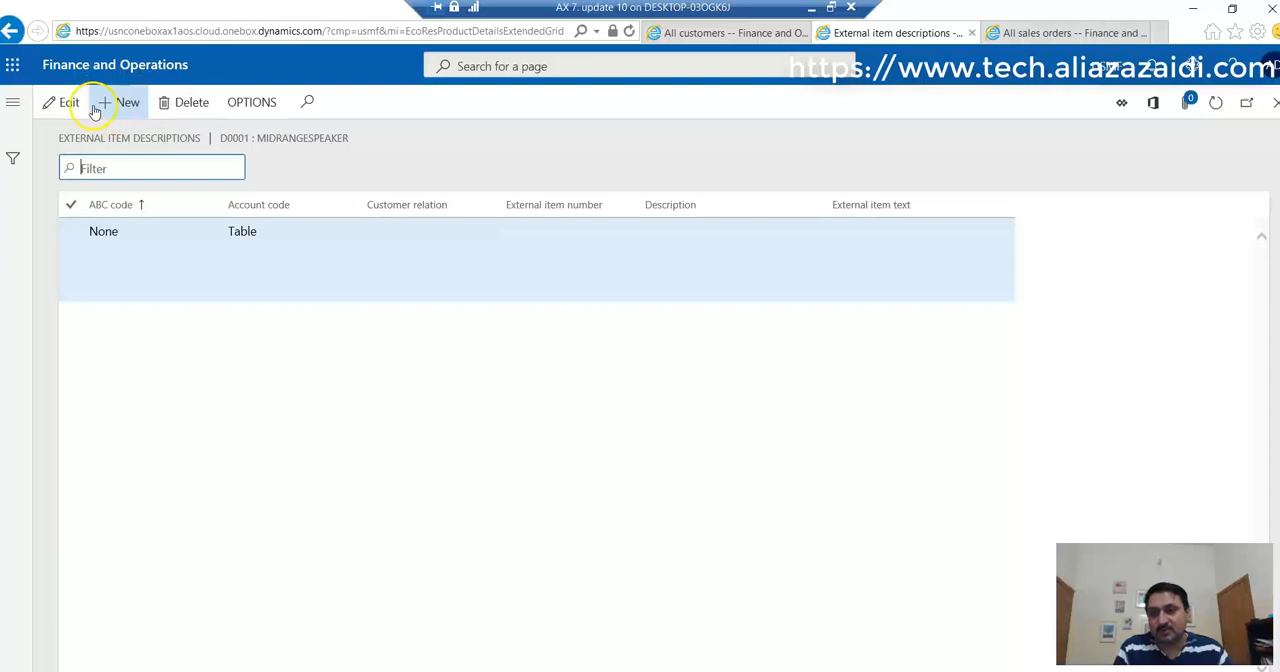 AX 7. update 10 on DESKTOP-03OGK6J
https://usnconeboxax1aos.cloud.onebox.dynamics.com/?cmp=usmf&mi=EcoResProductDetailsExtendedGrid
All customers -- Finance and O...
External item descriptions -...
All sales orders -- Finance and ...
Finance and Operations
Search for a page
https://www.tech.aliazazaidi.com
Edit
New
Delete
OPTIONS
0
EXTERNAL ITEM DESCRIPTIONS | D0001 : MIDRANGESPEAKER
Filter
ABC code Account code Customer relation External item number Description External item text
None Table